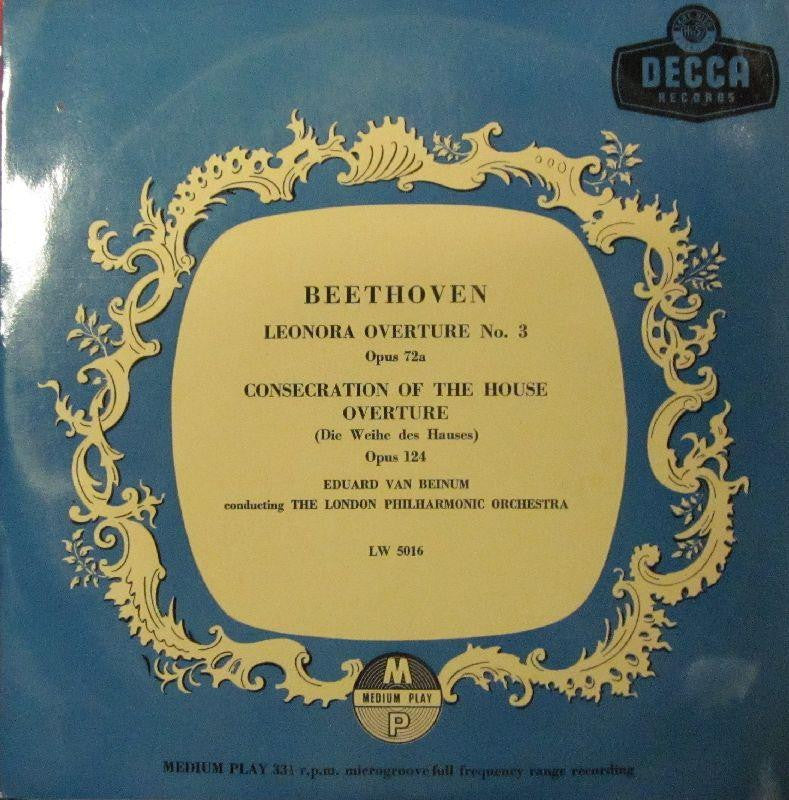 DECCA
RECORDS
BEETHOVEN
LEONORA OVERTURE No. 3
Opus 72a
CONSECRATION OF THE HOUSE
OVERTURE
(Die Weihe des Hauses)
Opus 124
EDUARD VAN BEINUM
conducting THE LONDON PHILHARMONIC ORCHESTRA
LW 5016
M
MEDIUM PLAY
P
MEDIUM PLAY 33⅓ r.p.m. microgroove full frequency range recording